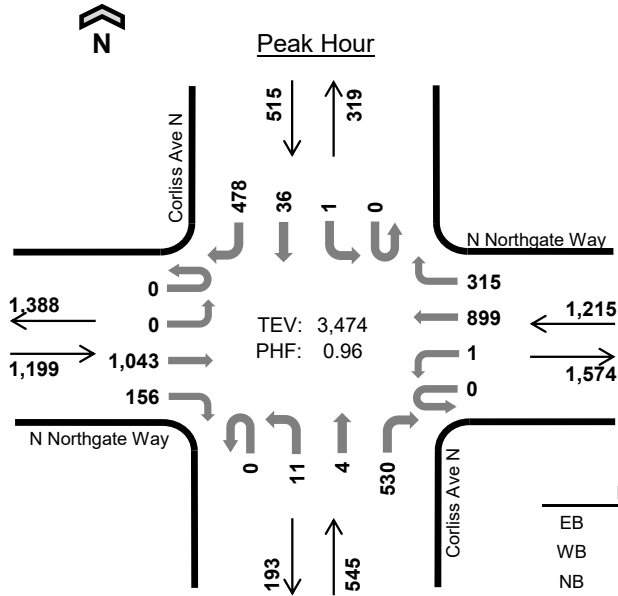 N
Peak Hour
515
319
Corliss Ave N
478
36
1
0
N Northgate Way
0
315
1,388
0
899
1,215
TEV: 3,474
PHF: 0.96
1,199
1,043
1
1,574
156
0
N Northgate Way
0
11
4
530
Corliss Ave N
EB
WB
NB
193
545